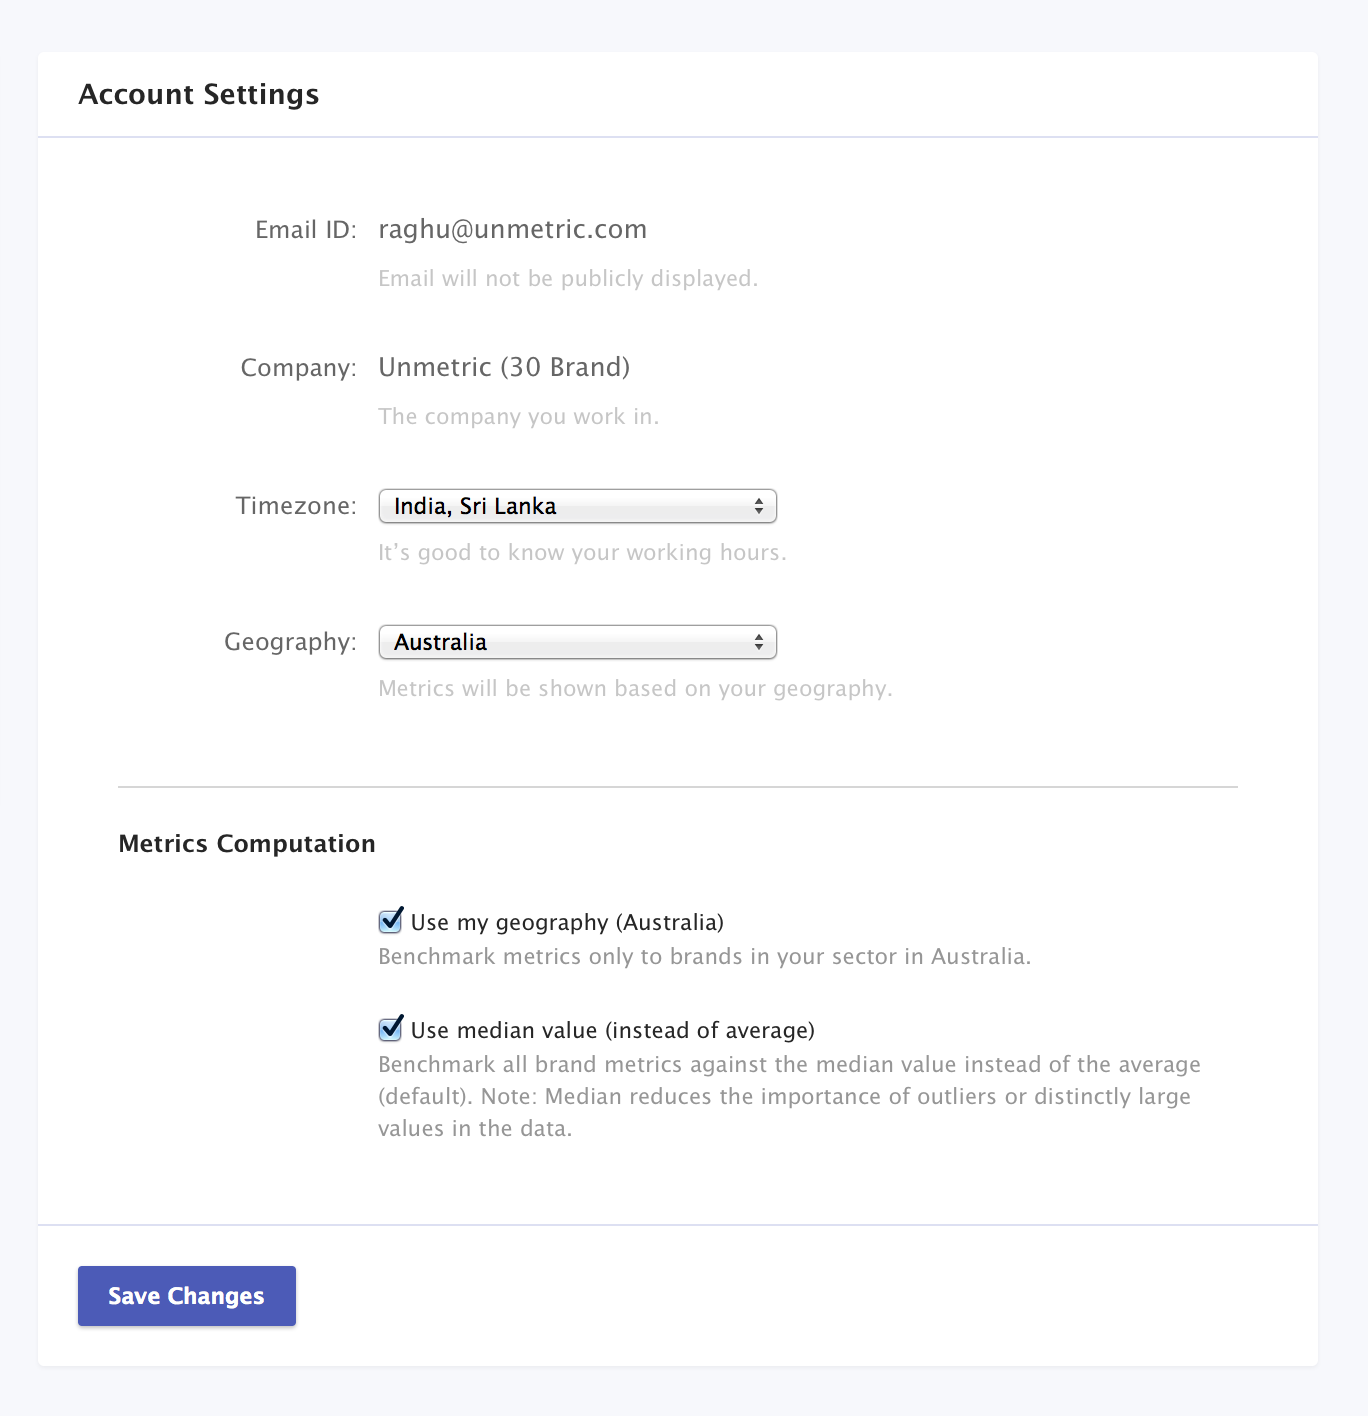 Account Settings
Email ID: raghu@unmetric.com
Email will not be publicly displayed.
Company: Unmetric (30 Brand)
The company you work in.
Timezone: India, Sri Lanka
It’s good to know your working hours.
Geography: Australia
Metrics will be shown based on your geography.
Metrics Computation
Use my geography (Australia)
Benchmark metrics only to brands in your sector in Australia.
Use median value (instead of average)
Benchmark all brand metrics against the median value instead of the average
(default). Note: Median reduces the importance of outliers or distinctly large
values in the data.
Save Changes